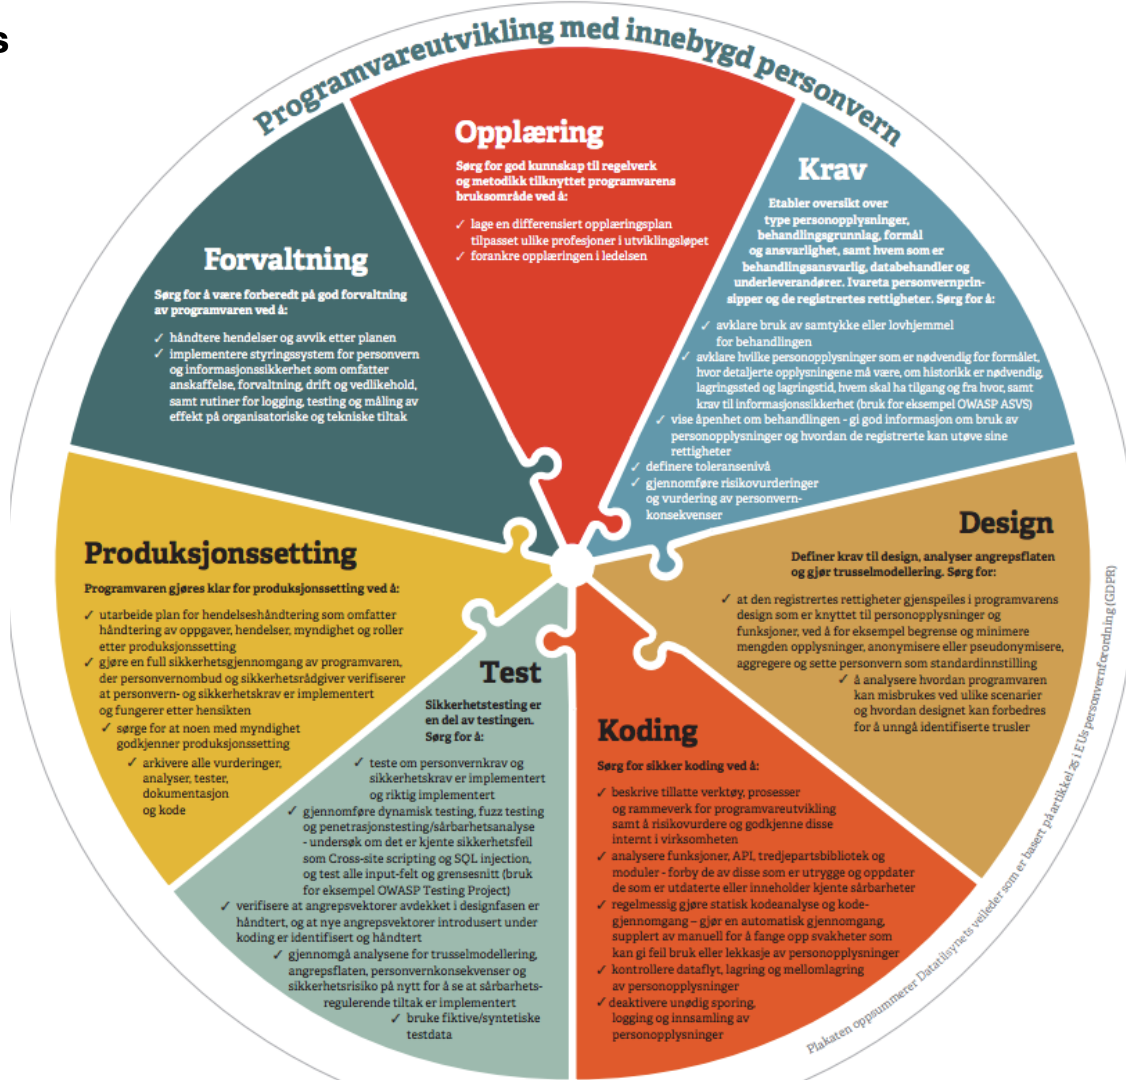 s
Programvareutvikling med innebygd personvern
Opplæring
Sørg for god kunnskap til regelverk
og metodikk tilknyttet programvarens
bruksområde ved å:
✓ lage en differensiert opplæringsplan
tilpasset ulike profesjoner i utviklingsløpet
✓ forankre opplæringen i ledelsen
Krav
Etabler oversikt over
type personopplysninger,
behandlingsgrunnlag, formål
og ansvarlighet, samt hvem som er
behandlingsansvarlig, databehandler og
underleverandører. Ivareta personvernprin-
sipper og de registrertes rettigheter. Sørg for å:
✓ avklare bruk av samtykke eller lovhjemmel
for behandlingen
✓ avklare hvilke personopplysninger som er nødvendig for formålet,
hvor detaljerte opplysningene må være, om historikk er nødvendig,
lagringssted og lagringstid, hvem skal ha tilgang og fra hvor, samt
krav til informasjonssikkerhet (bruk for eksempel OWASP ASVS)
✓ vise åpenhet om behandlingen - gi god informasjon om bruk av
personopplysninger og hvordan de registrerte kan utøve sine
rettigheter
✓ definere toleransenivå
✓ gjennomføre risikovurderinger
og vurdering av personvern-
konsekvenser
Design
Definer krav til design, analyser angrepsflaten
og gjør trusselmodellering. Sørg for:
✓ at den registrertes rettigheter gjenspeiles i programvarens
design som er knyttet til personopplysninger og
funksjoner, ved å for eksempel begrense og minimere
mengden opplysninger, anonymisere eller pseudonymisere,
aggregere og sette personvern som standardinnstilling
✓ å analysere hvordan programvaren
kan misbrukes ved ulike scenarier
og hvordan designet kan forbedres
for å unngå identifiserte trusler
Koding
Sørg for sikker koding ved å:
✓ beskrive tillatte verktøy, prosesser
og rammeverk for programvareutvikling
samt å risikovurdere og godkjenne disse
internt i virksomheten
✓ analysere funksjoner, API, tredjepartsbibliotek og
moduler - forby de av disse som er utrygge og oppdater
de som er utdaterte eller inneholder kjente sårbarheter
✓ regelmessig gjøre statisk kodeanalyse og kode-
gjennomgang – gjør en automatisk gjennomgang,
supplert av manuell for å fange opp svakheter som
kan gi feil bruk eller lekkasje av personopplysninger
✓ kontrollere dataflyt, lagring og mellomlagring
av personopplysninger
✓ deaktivere unødig sporing,
logging og innsamling av
personopplysninger
Test
Sikkerhetstesting er
en del av testingen.
Sørg for å:
✓ teste om personvernkrav og
sikkerhetskrav er implementert
og riktig implementert
✓ gjennomføre dynamisk testing, fuzz testing
og penetrasjonstesting/sårbarhetsanalyse
- undersøk om det er kjente sikkerhetsfeil
som Cross-site scripting og SQL injection,
og test alle input-felt og grensesnitt (bruk
for eksempel OWASP Testing Project)
✓ verifisere at angrepsvektorer avdekket i designfasen er
håndtert, og at nye angrepsvektorer introdusert under
koding er identifisert og håndtert
✓ gjennomgå analysene for trusselmodellering,
angrepsflaten, personvernkonsekvenser og
sikkerhetsrisiko på nytt for å se at sårbarhets-
regulerende tiltak er implementert
✓ bruke fiktive/syntetiske
testdata
Produksjonssetting
Programvaren gjøres klar for produksjonssetting ved å:
✓ utarbeide plan for hendelseshåndtering som omfatter
håndtering av oppgaver, hendelser, myndighet og roller
etter produksjonssetting
✓ gjøre en full sikkerhetsgjennomgang av programvaren,
der personvernombud og sikkerhetsrådgiver verifiserer
at personvern- og sikkerhetskrav er implementert
og fungerer etter hensikten
✓ sørge for at noen med myndighet
godkjenner produksjonssetting
✓ arkivere alle vurderinger,
analyser, tester,
dokumentasjon
og kode
Forvaltning
Sørg for å være forberedt på god forvaltning
av programvaren ved å:
✓ håndtere hendelser og avvik etter planen
✓ implementere styringssystem for personvern
og informasjonssikkerhet som omfatter
anskaffelse, forvaltning, drift og vedlikehold,
samt rutiner for logging, testing og måling av
effekt på organisatoriske og tekniske tiltak
Plakaten oppsummerer Datatilsynets veileder som er basert på artikkel 25 i EUs personvernforordning (GDPR)